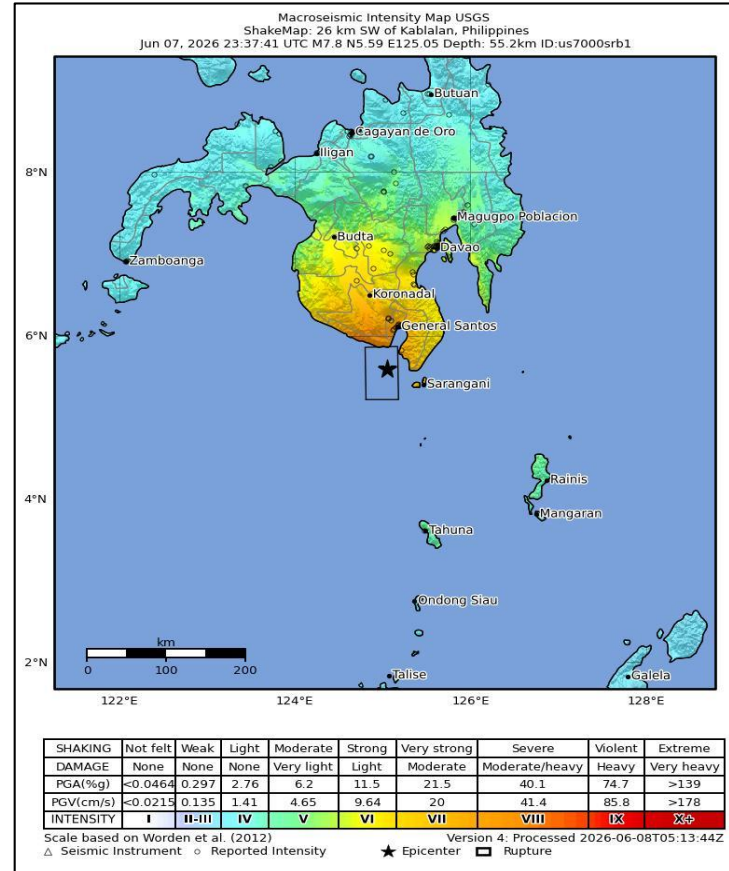 Macroseismic Intensity Map USGS
ShakeMap: 26 km SW of Kablalan, Philippines
Jun 07, 2026 23:37:41 UTC M7.8 N5.59 E125.05 Depth: 55.2km ID:us7000srb1
Butuan
Cagayan de Oro
Iligan
8°N
Magugpo Poblacion
Budta
Davao
Zamboanga
Koronadal
6°N
General Santos
Sarangani
Rainis
4°N
Mangaran
Tahuna
Ondong Siau
km
0 100 200
2°N
Talise
Galela
122°E 124°E 126°E 128°E
SHAKING Not felt Weak Light Moderate Strong Very strong Severe Violent Extreme
DAMAGE None None None Very light Light Moderate Moderate/heavy Heavy Very heavy
PGA(%g) <0.0464 0.297 2.76 6.2 11.5 21.5 40.1 74.7 >139
PGV(cm/s) <0.0215 0.135 1.41 4.65 9.64 20 41.4 85.8 >178
INTENSITY I II-III IV V VI VII VIII IX X+
Scale based on Worden et al. (2012) Version 4: Processed 2026-06-08T05:13:44Z
△ Seismic Instrument ○ Reported Intensity ★ Epicenter □ Rupture